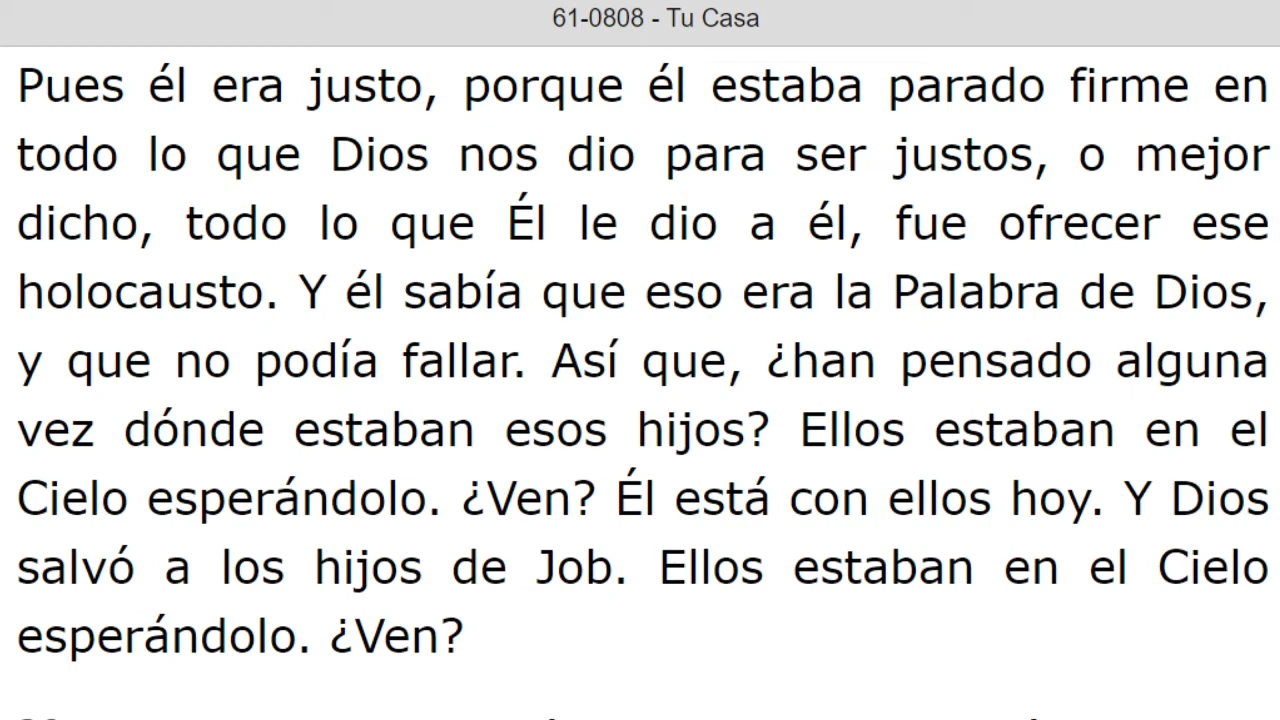 61-0808 - Tu Casa
Pues él era justo, porque él estaba parado firme en
todo lo que Dios nos dio para ser justos, o mejor
dicho, todo lo que Él le dio a él, fue ofrecer ese
holocausto. Y él sabía que eso era la Palabra de Dios,
y que no podía fallar. Así que, ¿han pensado alguna
vez dónde estaban esos hijos? Ellos estaban en el
Cielo esperándolo. ¿Ven? Él está con ellos hoy. Y Dios
salvó a los hijos de Job. Ellos estaban en el Cielo
esperándolo. ¿Ven?